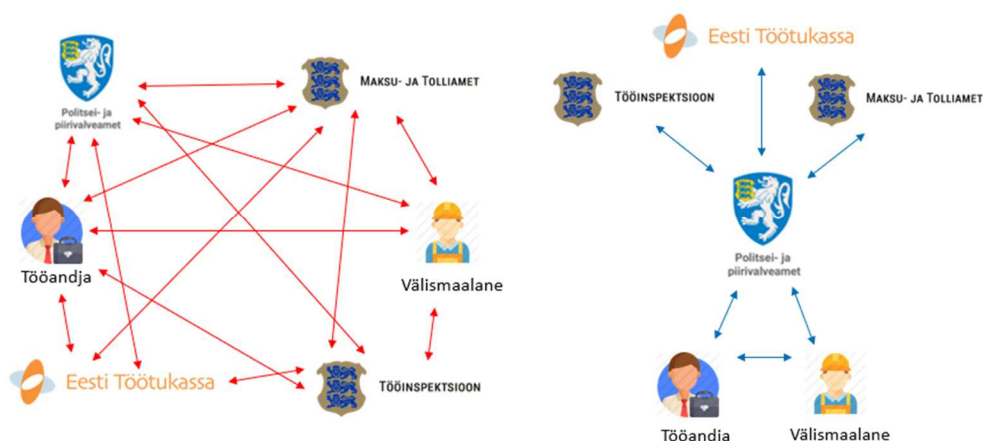 Politsei- ja
piirivalveamet
MAKSU- JA TOLLIAMET
Tööandja
Välismaalane
Eesti Töötukassa
TÖÖINSPEKTSIOON
Eesti Töötukassa
TÖÖINSPEKTSIOON
MAKSU- JA TOLLIAMET
Politsei- ja
piirivalveamet
Tööandja
Välismaalane